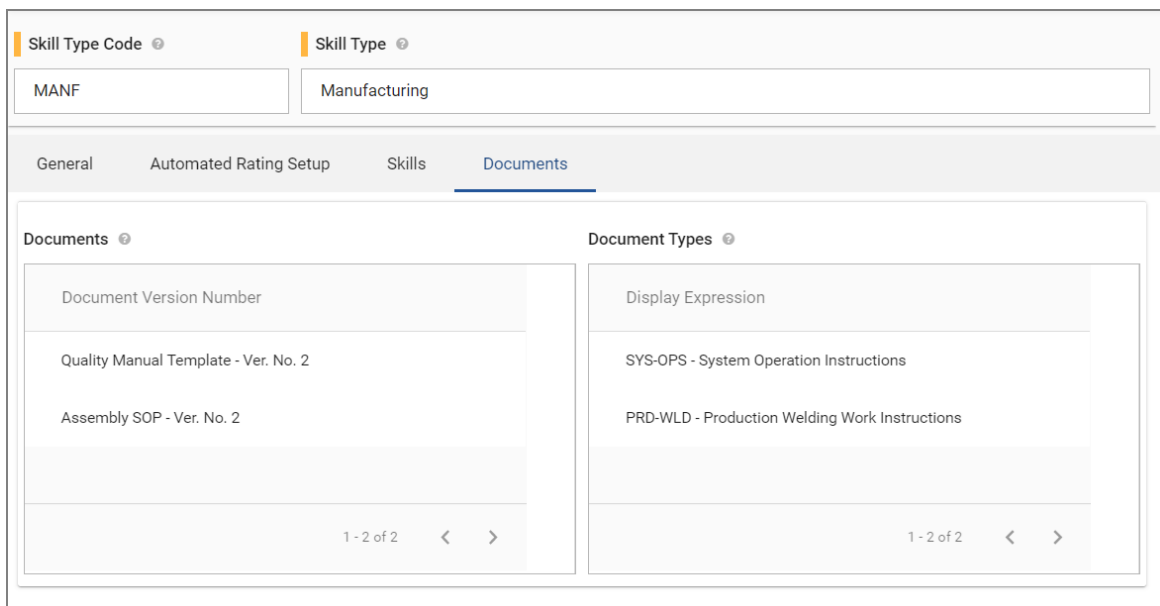 Skill Type Code
Skill Type
MANF
Manufacturing
General Automated Rating Setup Skills Documents
Documents
Document Version Number
Quality Manual Template - Ver. No. 2
Assembly SOP - Ver. No. 2
1 - 2 of 2
Document Types
Display Expression
SYS-OPS - System Operation Instructions
PRD-WLD - Production Welding Work Instructions
1 - 2 of 2